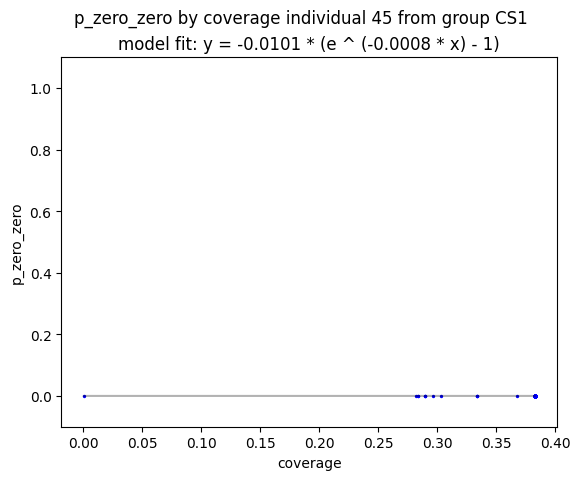 p_zero_zero by coverage individual 45 from group CS1
model fit: y = -0.0101 * (e ^ (-0.0008 * x) - 1)
1.0
0.8
0.6
0.4
0.2
0.0
p_zero_zero
0.00 0.05 0.10 0.15 0.20 0.25 0.30 0.35 0.40
coverage